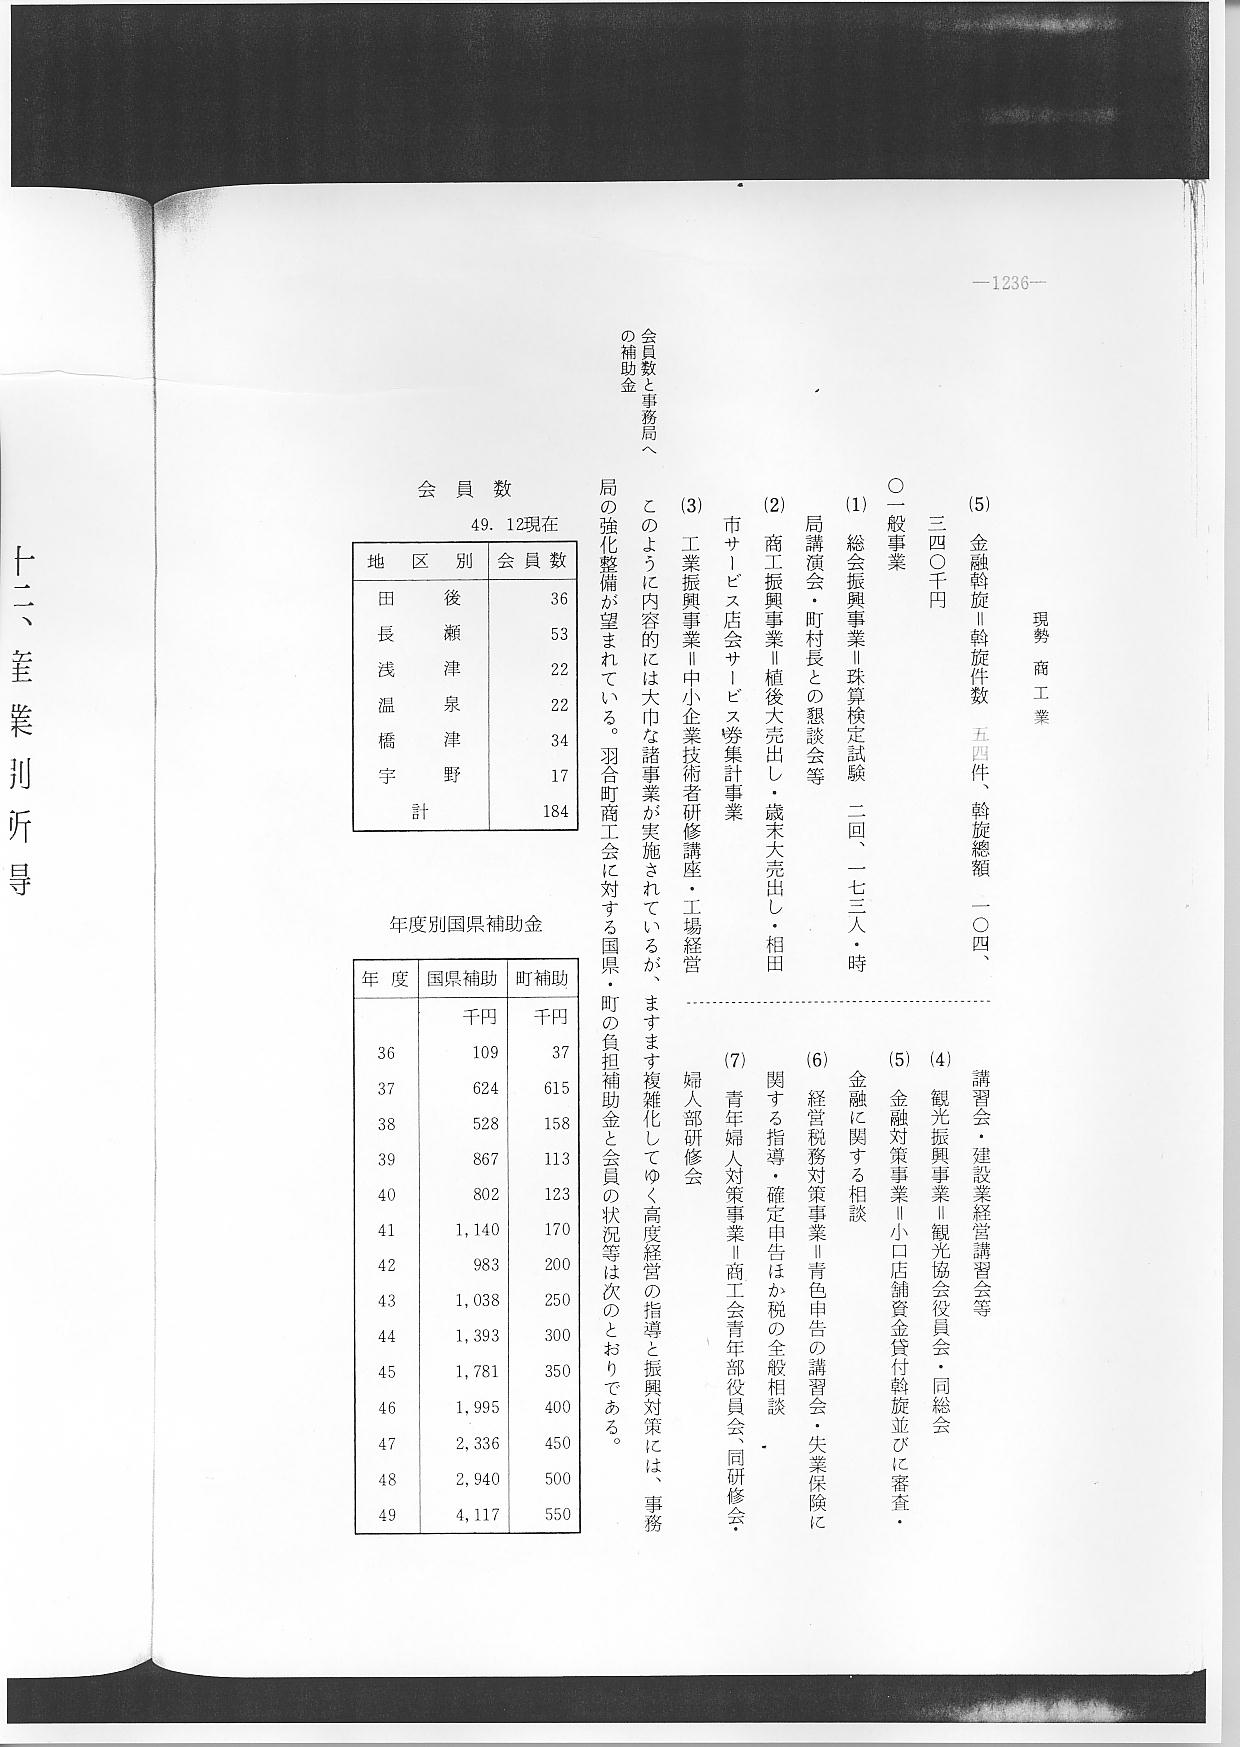 —1236—
現勢　商工業
(5)　金融斡旋＝斡旋件数　五四件、斡旋總額　一〇四、
三四〇千円
〇一般事業
(1)　総会振興事業＝珠算検定試験　二回、一七三人・時
局講演会・町村長との懇談会等
(2)　商工振興事業＝植後大売出し・歳末大売出し・相田
市サービス店会サービス券集計事業
(3)　工業振興事業＝中小企業技術者研修講座・工場経営
講習会・建設業経営講習会等
(4)　観光振興事業＝観光協会役員会・同総会
(5)　金融対策事業＝小口店舗資金貸付斡旋並びに審査・
金融に関する相談
(6)　経営税務対策事業＝青色申告の講習会・失業保険に
関する指導・確定申告ほか税の全般相談
(7)　青年婦人対策事業＝商工会青年部役員会、同研修会・
婦人部研修会
会員数と事務局へ
の補助金
このように内容的には大巾な諸事業が実施されているが、ますます複雑化してゆく高度経営の指導と振興対策には、事務
局の強化整備が望まれている。羽合町商工会に対する国県・町の負担補助金と会員の状況等は次のとおりである。
会員数
49. 12現在
地区別　会員数
田後　36
長瀬　53
浅津　22
温泉　22
橋津　34
宇野　17
計　184
年度別国県補助金
年度　国県補助　町補助
千円　千円
36　109　37
37　624　615
38　528　158
39　867　113
40　802　123
41　1,140　170
42　983　200
43　1,038　250
44　1,393　300
45　1,781　350
46　1,995　400
47　2,336　450
48　2,940　500
49　4,117　550
十二、産業別所得